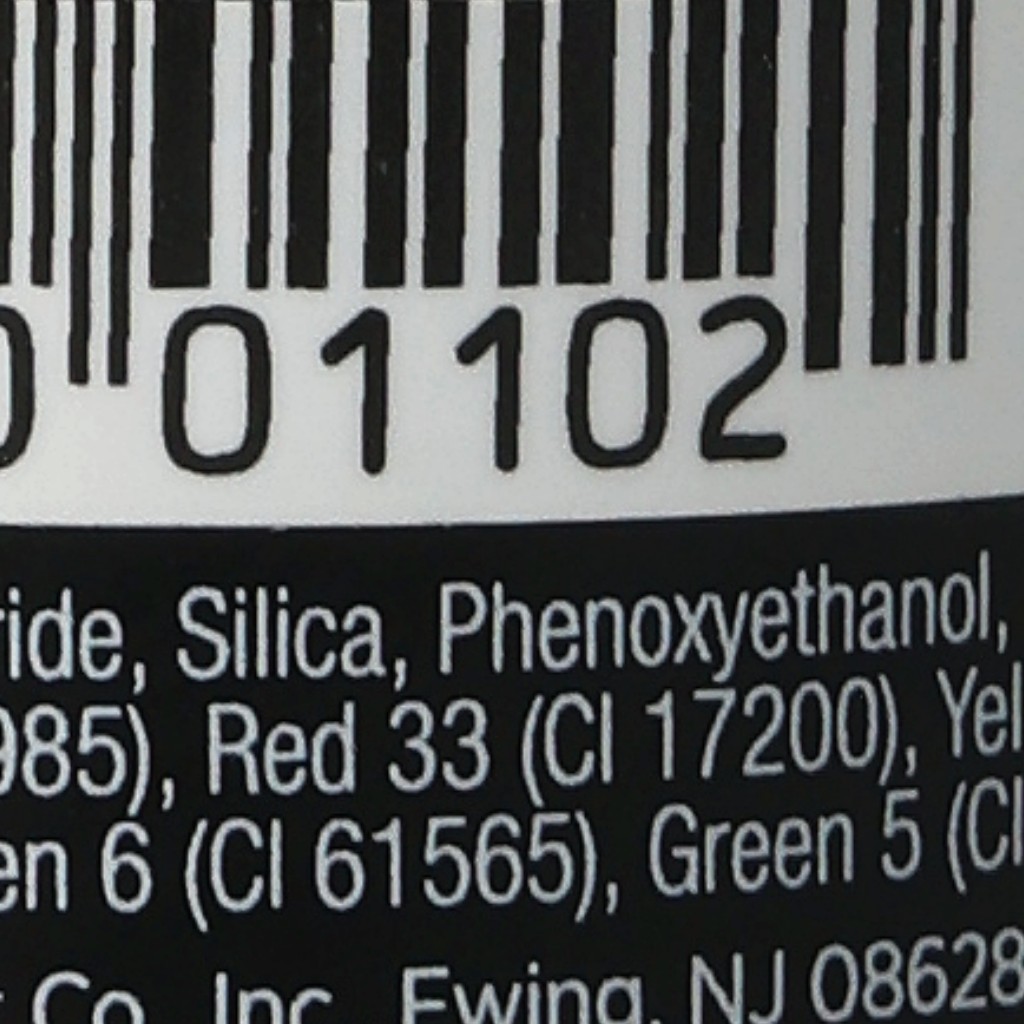 0 01102
ride, Silica, Phenoxyethanol,
985), Red 33 (CI 17200), Yel
en 6 (CI 61565), Green 5 (CI
Co., Inc. Ewing, NJ 08628